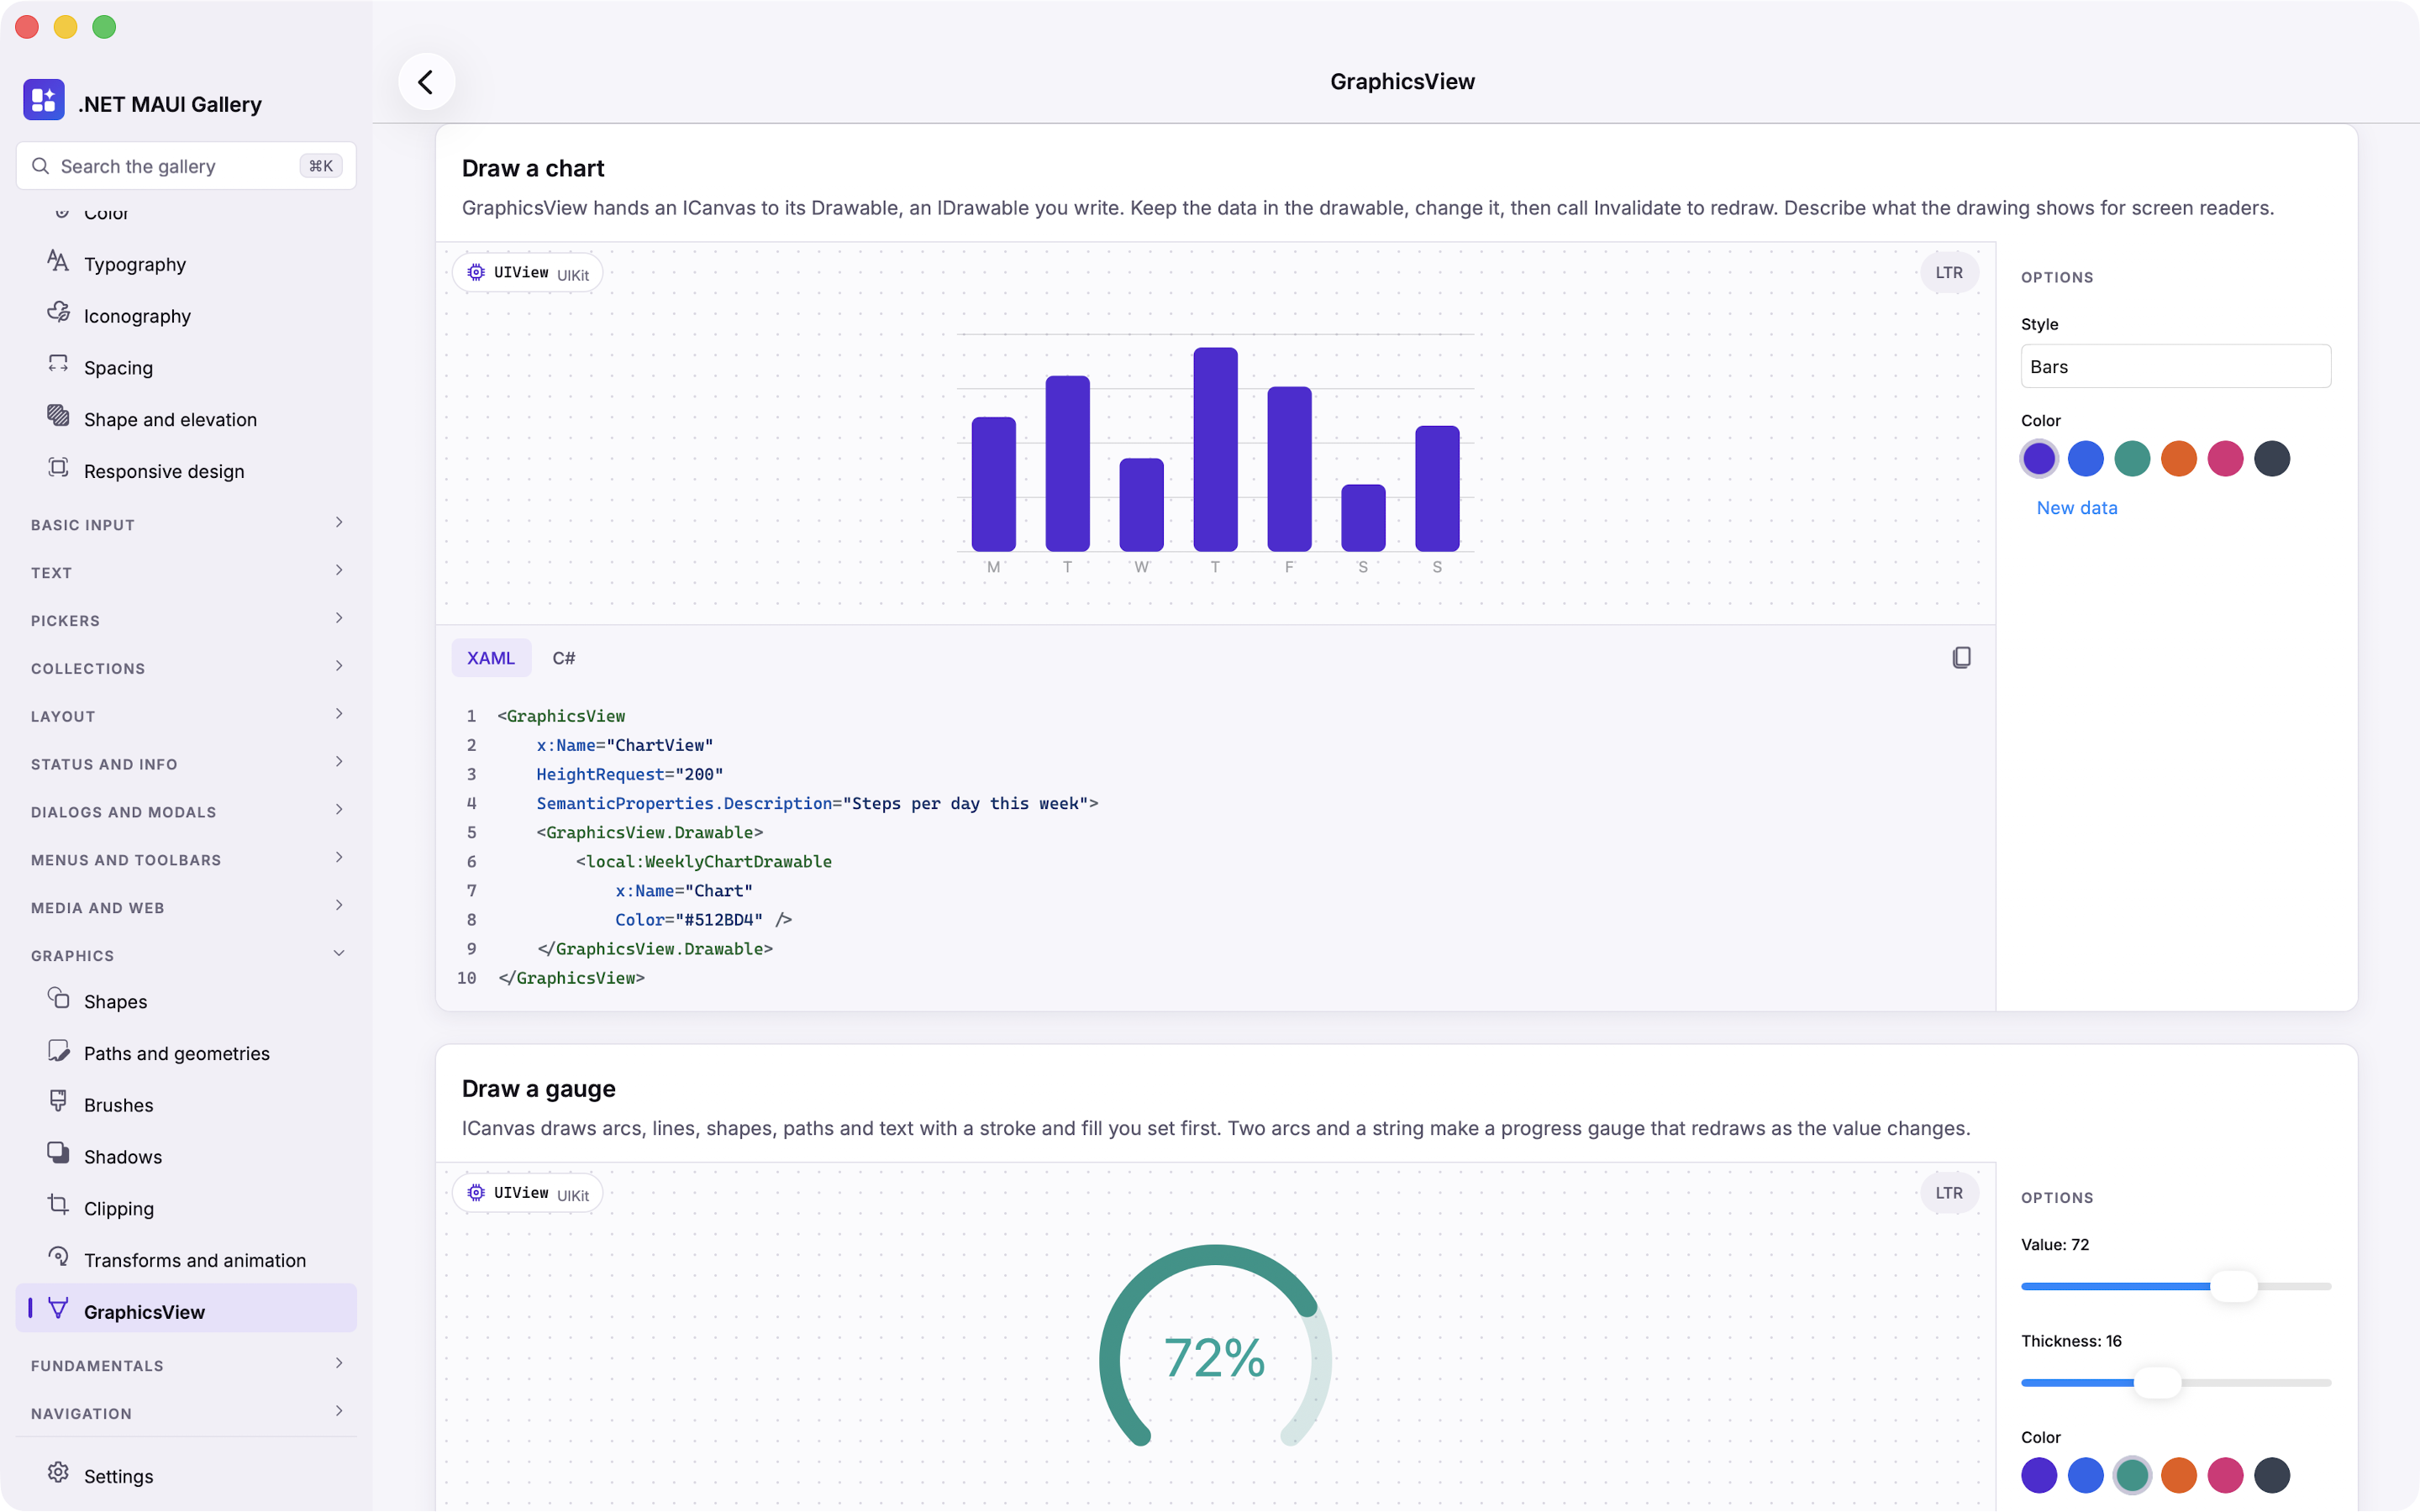 .NET MAUI Gallery
Search the gallery
⌘K
Color
Typography
Iconography
Spacing
Shape and elevation
Responsive design
BASIC INPUT
TEXT
PICKERS
COLLECTIONS
LAYOUT
STATUS AND INFO
DIALOGS AND MODALS
MENUS AND TOOLBARS
MEDIA AND WEB
GRAPHICS
Shapes
Paths and geometries
Brushes
Shadows
Clipping
Transforms and animation
GraphicsView
FUNDAMENTALS
NAVIGATION
Settings
GraphicsView
Draw a chart
GraphicsView hands an ICanvas to its Drawable, an IDrawable you write. Keep the data in the drawable, change it, then call Invalidate to redraw. Describe what the drawing shows for screen readers.
UIView UIKit
LTR
M T W T F S S
OPTIONS
Style
Bars
Color
New data
XAML C#
1 <GraphicsView
2 x:Name="ChartView"
3 HeightRequest="200"
4 SemanticProperties.Description="Steps per day this week">
5 <GraphicsView.Drawable>
6 <local:WeeklyChartDrawable
7 x:Name="Chart"
8 Color="#512BD4" />
9 </GraphicsView.Drawable>
10 </GraphicsView>
Draw a gauge
ICanvas draws arcs, lines, shapes, paths and text with a stroke and fill you set first. Two arcs and a string make a progress gauge that redraws as the value changes.
UIView UIKit
LTR
72%
OPTIONS
Value: 72
Thickness: 16
Color